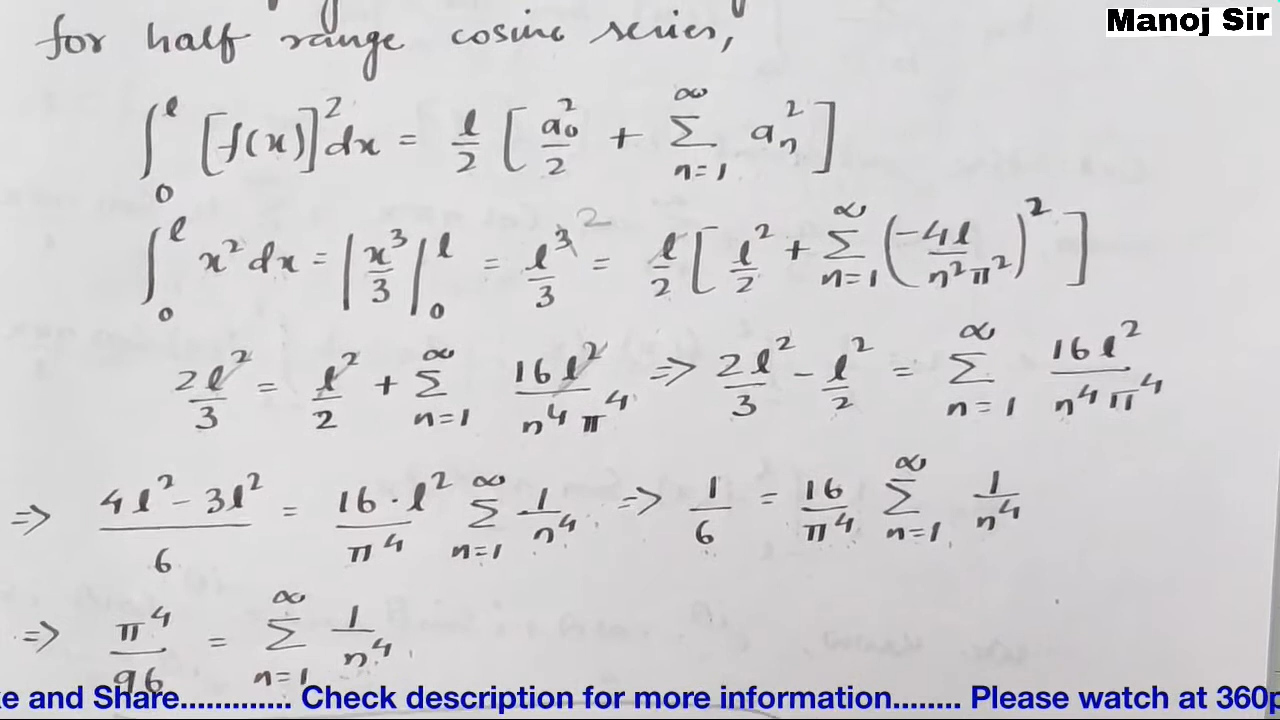 Manoj Sir
for half range cosine series,
∫₀^l [f(x)]² dx = l/2 [ a₀²/2 + Σ_{n=1}^∞ aₙ² ]
∫₀^l x² dx = |x³/3|₀^l = l³/3 = l/2 [ l²/2 + Σ_{n=1}^∞ (-4l/n²π²)² ]
2l²/3 = l²/2 + Σ_{n=1}^∞ 16l²/n⁴π⁴ => 2l²/3 - l²/2 = Σ_{n=1}^∞ 16l²/n⁴π⁴
=> (4l² - 3l²)/6 = 16·l²/π⁴ Σ_{n=1}^∞ 1/n⁴ => 1/6 = 16/π⁴ Σ_{n=1}^∞ 1/n⁴
=> π⁴/96 = Σ_{n=1}^∞ 1/n⁴
ke and Share............. Check description for more information........ Please watch at 360p